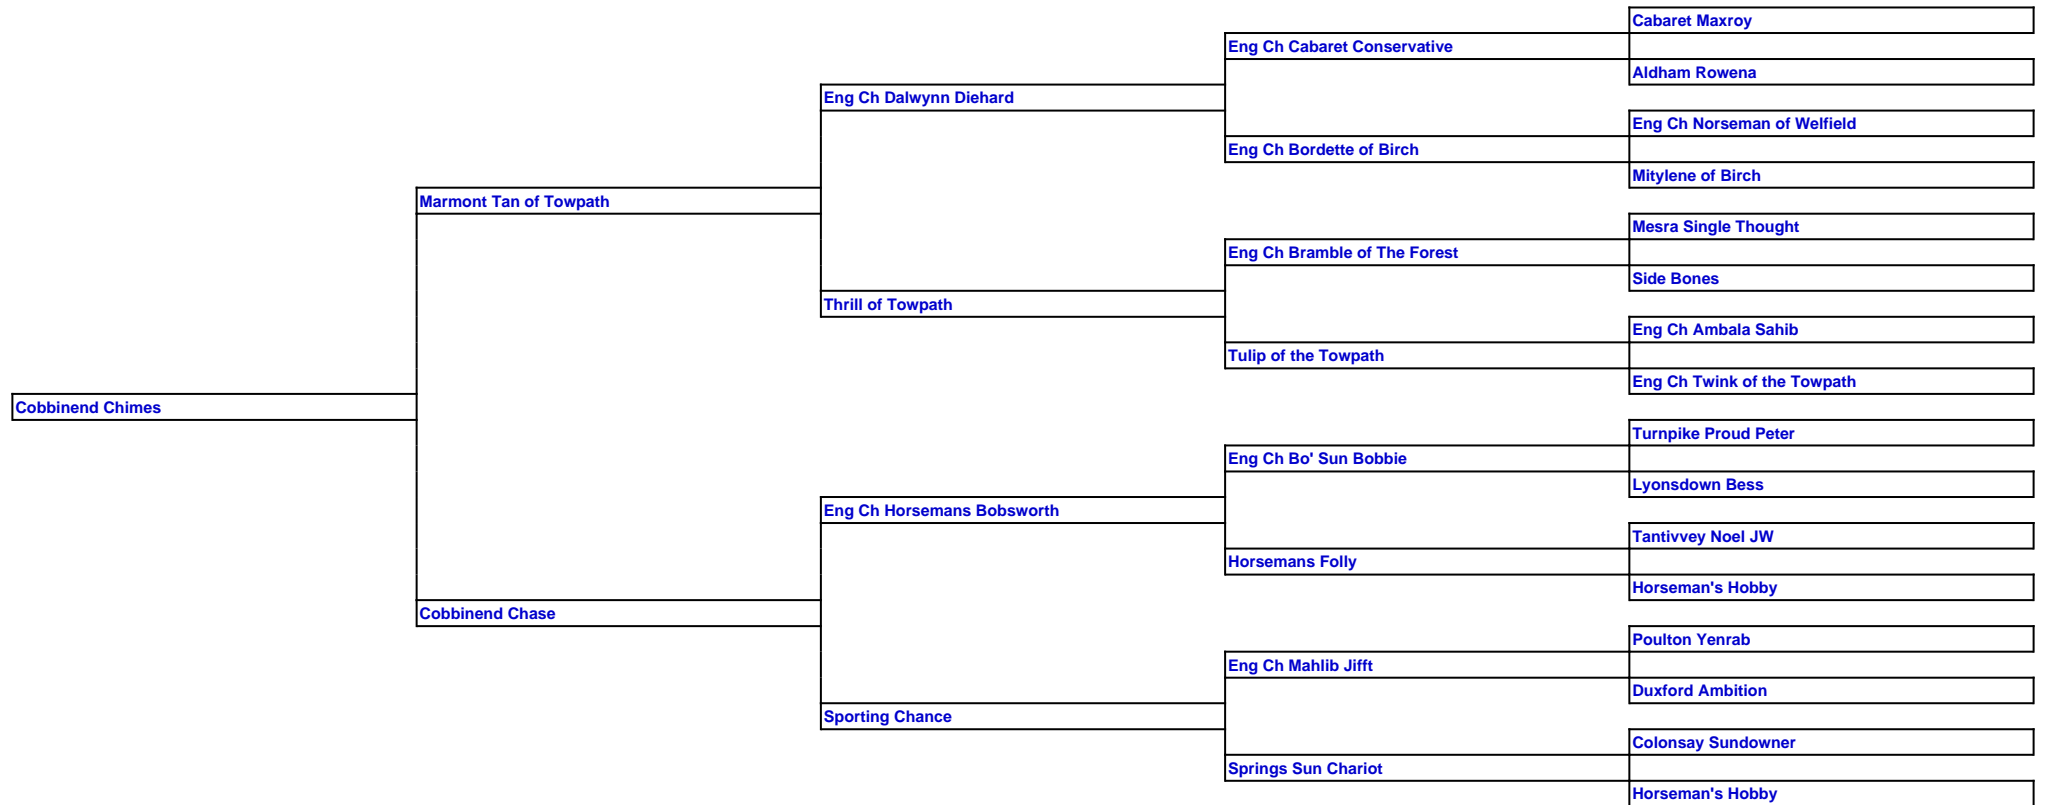 Cabaret Maxroy
Eng Ch Cabaret Conservative
Aldham Rowena
Eng Ch Dalwynn Diehard
Eng Ch Norseman of Welfield
Eng Ch Bordette of Birch
Mitylene of Birch
Marmont Tan of Towpath
Mesra Single Thought
Eng Ch Bramble of The Forest
Side Bones
Thrill of Towpath
Eng Ch Ambala Sahib
Tulip of the Towpath
Eng Ch Twink of the Towpath
Cobbinend Chimes
Turnpike Proud Peter
Eng Ch Bo' Sun Bobbie
Lyonsdown Bess
Eng Ch Horsemans Bobsworth
Tantivvey Noel JW
Horsemans Folly
Horseman's Hobby
Cobbinend Chase
Poulton Yenrab
Eng Ch Mahlib Jifft
Duxford Ambition
Sporting Chance
Colonsay Sundowner
Springs Sun Chariot
Horseman's Hobby